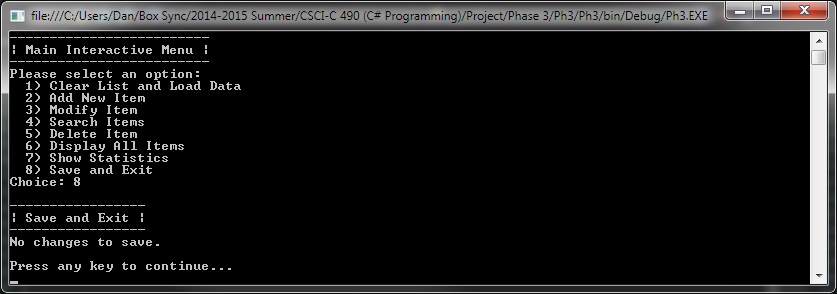 file:///C:/Users/Dan/Box Sync/2014-2015 Summer/CSCI-C 490 (C# Programming)/Project/Phase 3/Ph3/Ph3/bin/Debug/Ph3.EXE
-------------------------
¦ Main Interactive Menu ¦
-------------------------
Please select an option:
  1) Clear List and Load Data
  2) Add New Item
  3) Modify Item
  4) Search Items
  5) Delete Item
  6) Display All Items
  7) Show Statistics
  8) Save and Exit
Choice: 8
-----------------
¦ Save and Exit ¦
-----------------
No changes to save.
Press any key to continue...